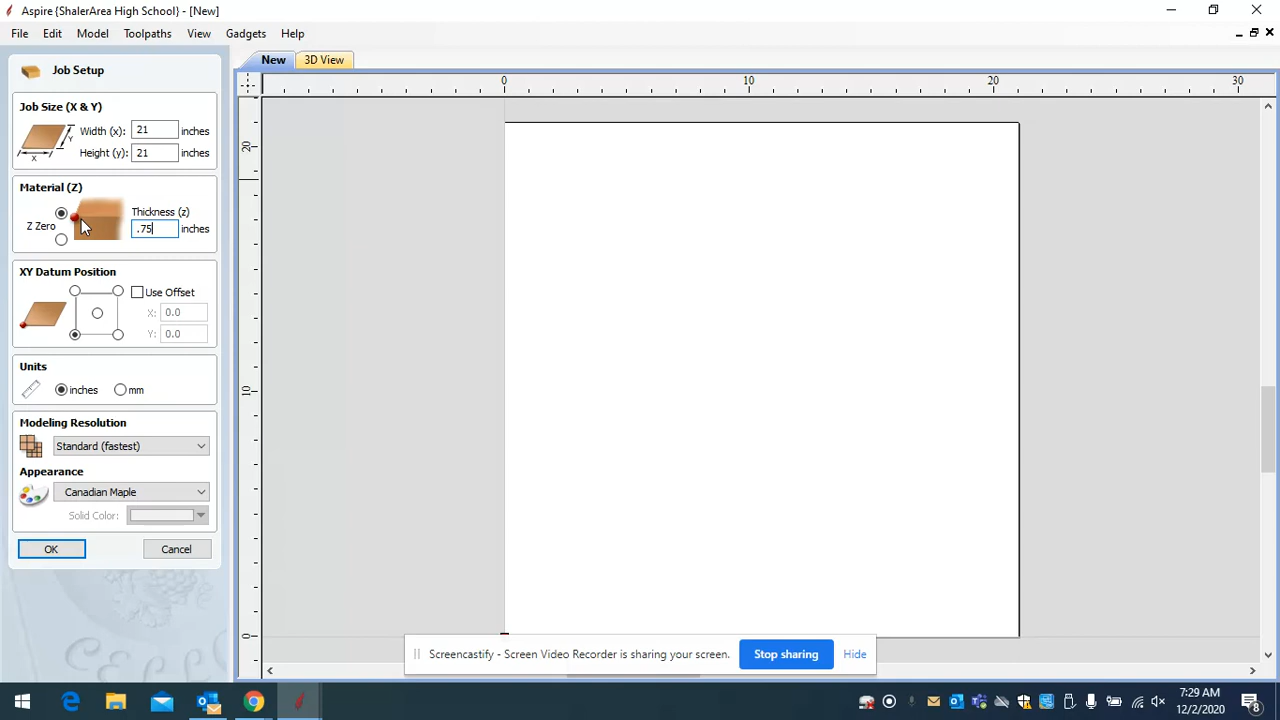 Aspire {ShalerArea High School} - [New]
File Edit Model Toolpaths View Gadgets Help
Job Setup
Job Size (X & Y)
Width (x): 21 inches
Height (y): 21 inches
Y
X
Material (Z)
Thickness (z)
Z Zero .75 inches
XY Datum Position
Use Offset
X: 0.0
Y: 0.0
Units
inches mm
Modeling Resolution
Standard (fastest)
Appearance
Canadian Maple
Solid Color:
OK Cancel
New 3D View
0 10 20 30
20
10
0
Screencastify - Screen Video Recorder is sharing your screen. Stop sharing Hide
7:29 AM
12/2/2020
8